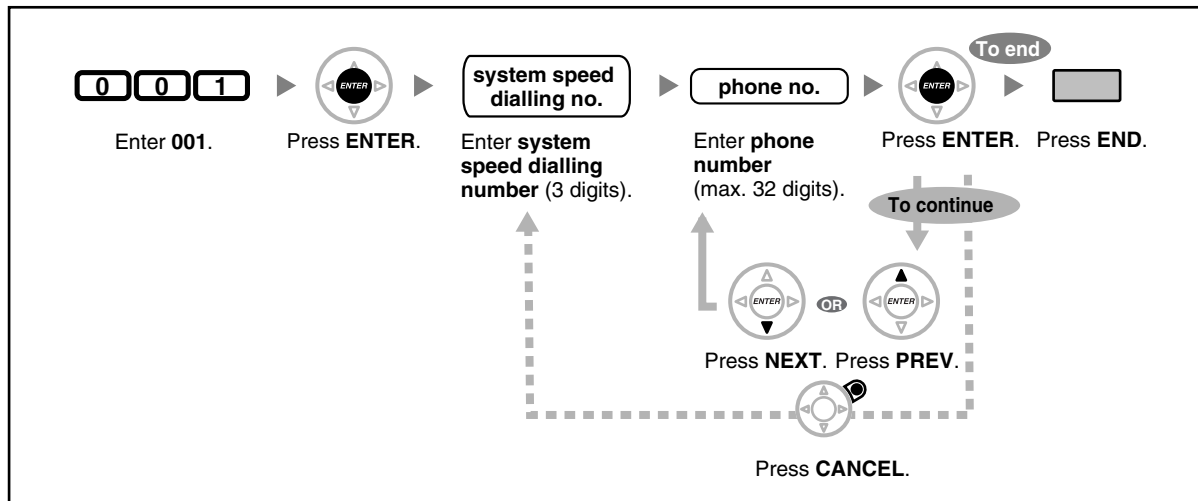 To end
0 0 1
ENTER
system speed
dialling no.
phone no.
ENTER
Enter 001.
Press ENTER.
Enter system
speed dialling
number (3 digits).
Enter phone
number
(max. 32 digits).
Press ENTER.
Press END.
To continue
ENTER
OR
ENTER
Press NEXT.
Press PREV.
Press CANCEL.